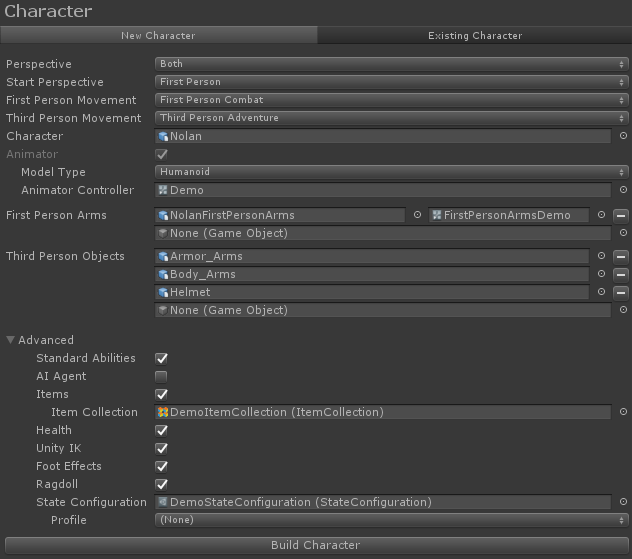 Character
New Character Existing Character
Perspective Both
Start Perspective First Person
First Person Movement First Person Combat
Third Person Movement Third Person Adventure
Character Nolan
Animator
Model Type Humanoid
Animator Controller Demo
First Person Arms NolanFirstPersonArms FirstPersonArmsDemo
None (Game Object)
Third Person Objects Armor_Arms
Body_Arms
Helmet
None (Game Object)
Advanced
Standard Abilities
AI Agent
Items
Item Collection DemoItemCollection (ItemCollection)
Health
Unity IK
Foot Effects
Ragdoll
State Configuration DemoStateConfiguration (StateConfiguration)
Profile (None)
Build Character